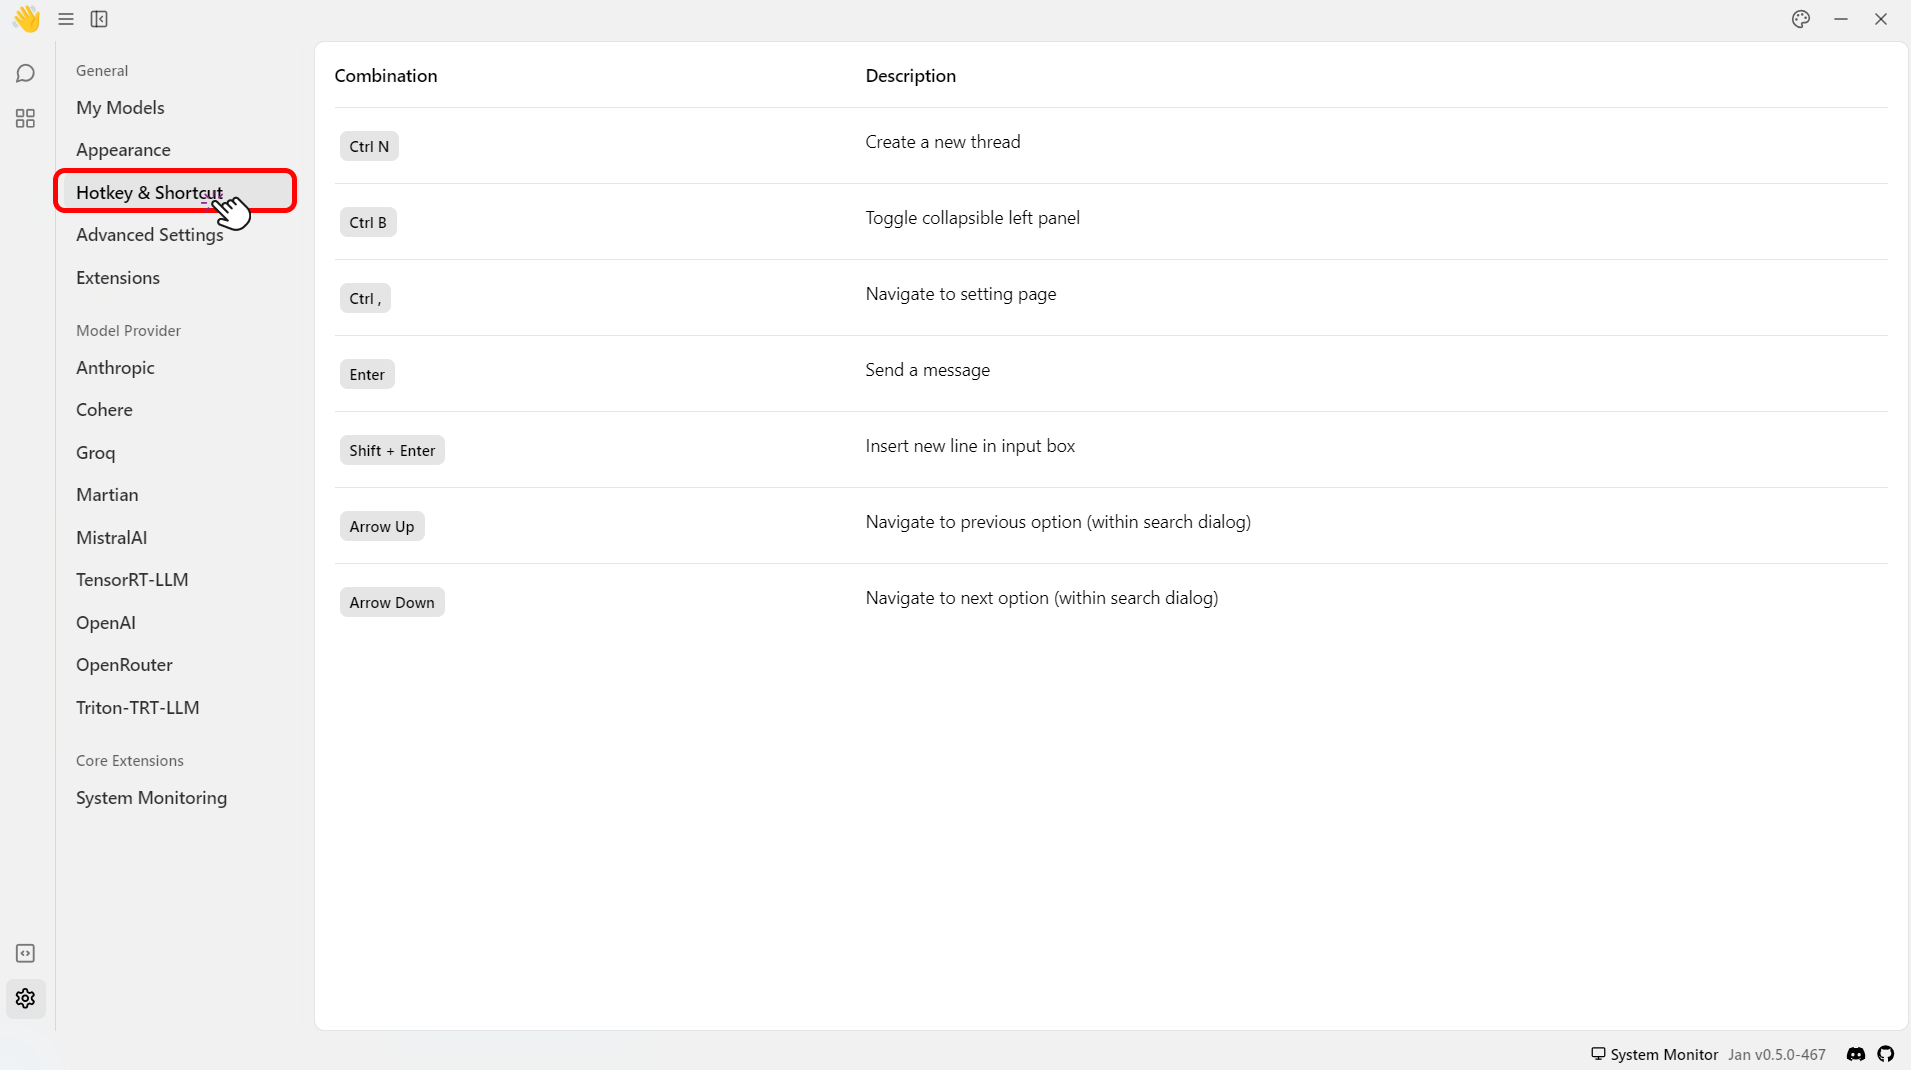 General
My Models
Appearance
Hotkey & Shortcut
Advanced Settings
Extensions
Model Provider
Anthropic
Cohere
Groq
Martian
MistralAI
TensorRT-LLM
OpenAI
OpenRouter
Triton-TRT-LLM
Core Extensions
System Monitoring
Combination Description
Ctrl N Create a new thread
Ctrl B Toggle collapsible left panel
Ctrl , Navigate to setting page
Enter Send a message
Shift + Enter Insert new line in input box
Arrow Up Navigate to previous option (within search dialog)
Arrow Down Navigate to next option (within search dialog)
System Monitor Jan v0.5.0-467